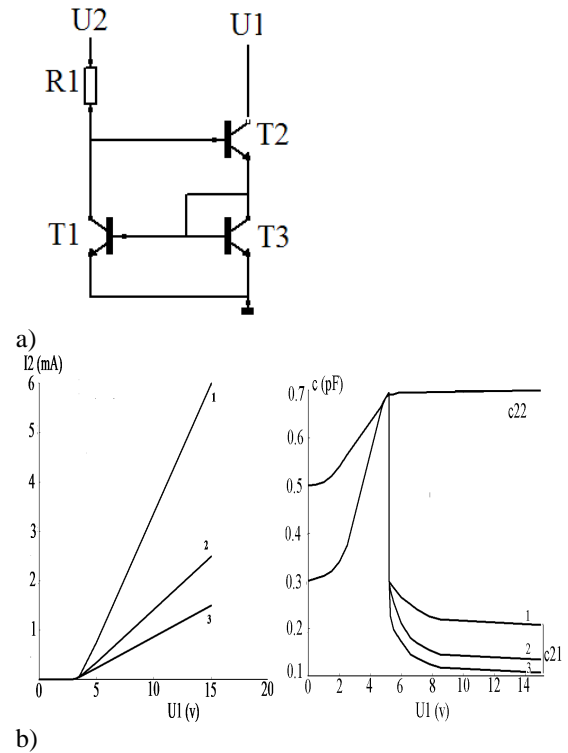 U2 U1
R1
T2
T1 T3
a)
I2 (mA) c (pF)
6 0.7
5 0.6
4 0.5
3 0.4
2 0.3
1 0.2
0.1
1
2
3
c22
1
2
3
c21
0 5 10 15 20
U1 (v)
0 2 4 6 8 10 12 14
U1 (v)
b)